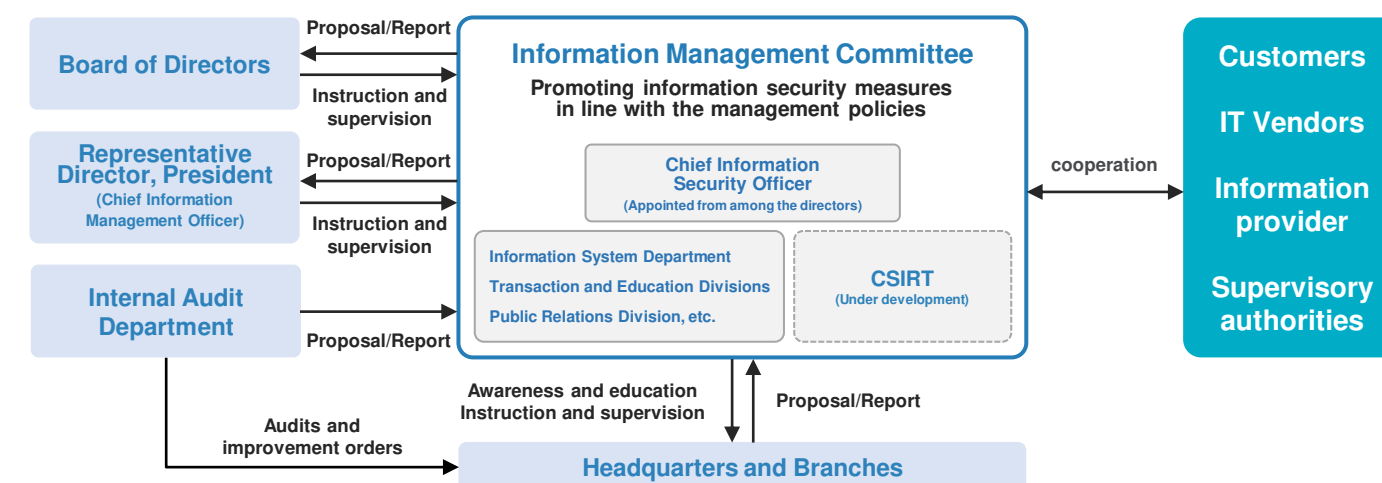 Board of Directors
Proposal/Report
Instruction and
supervision
Representative
Director, President
(Chief Information
Management Officer)
Proposal/Report
Instruction and
supervision
Internal Audit
Department
Proposal/Report
Information Management Committee
Promoting information security measures
in line with the management policies
Chief Information
Security Officer
(Appointed from among the directors)
Information System Department
Transaction and Education Divisions
Public Relations Division, etc.
CSIRT
(Under development)
cooperation
Customers
IT Vendors
Information
provider
Supervisory
authorities
Awareness and education
Instruction and supervision
Proposal/Report
Audits and
improvement orders
Headquarters and Branches